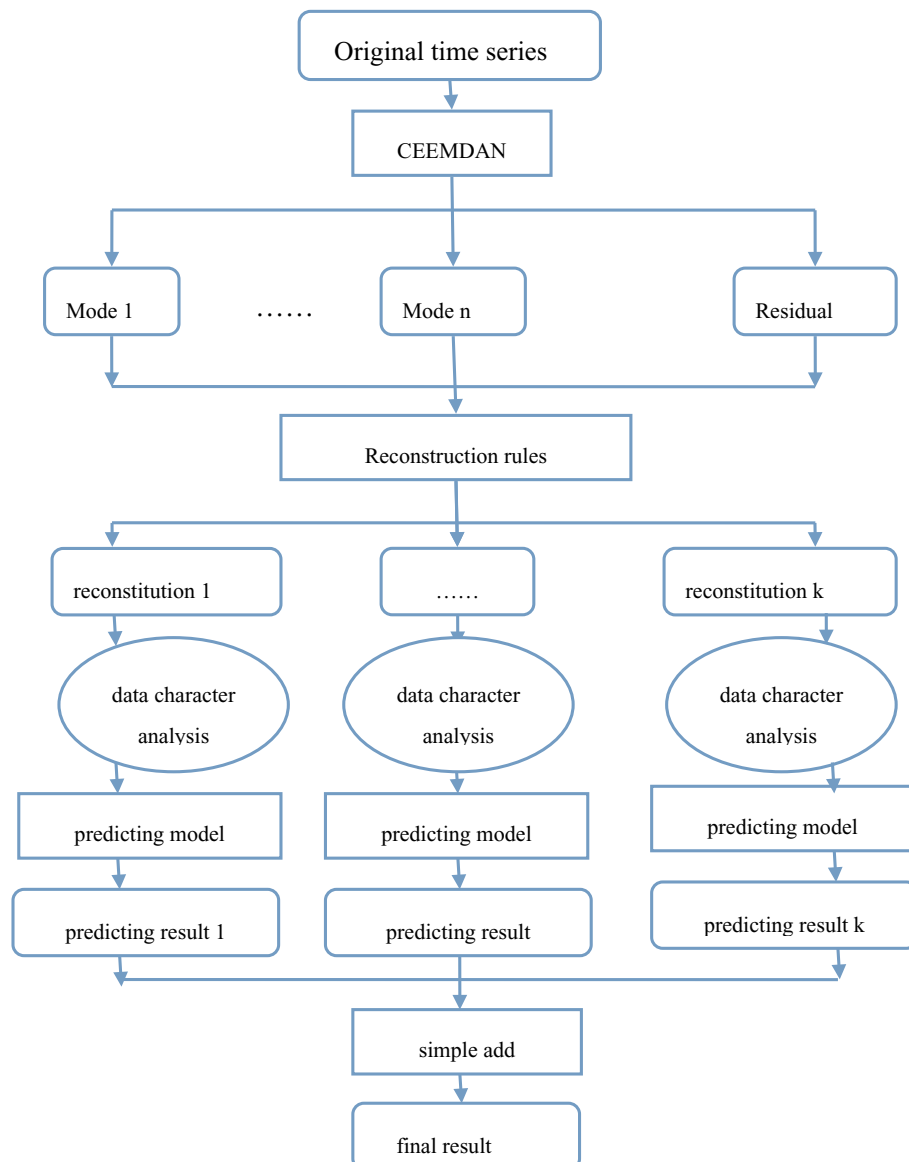 Original time series
CEEMDAN
Mode 1
......
Mode n
Residual
Reconstruction rules
reconstitution 1
......
reconstitution k
data character
analysis
data character
analysis
data character
analysis
predicting model
predicting model
predicting model
predicting result 1
predicting result
predicting result k
simple add
final result